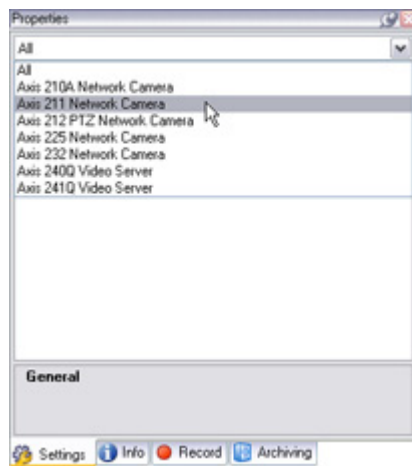 Properties
All
All
Axis 210A Network Camera
Axis 211 Network Camera
Axis 212 PTZ Network Camera
Axis 225 Network Camera
Axis 232 Network Camera
Axis 240Q Video Server
Axis 241Q Video Server
General
Settings Info Record Archiving